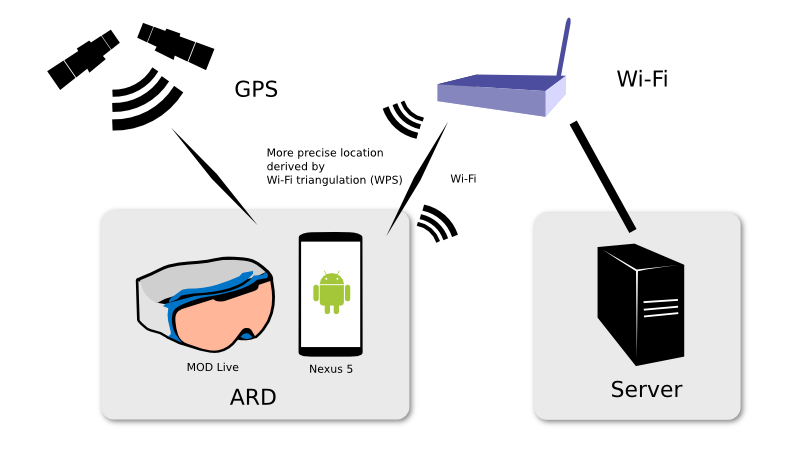 GPS
Wi-Fi
More precise location
derived by
Wi-Fi triangulation (WPS)
Wi-Fi
MOD Live
Nexus 5
ARD
Server